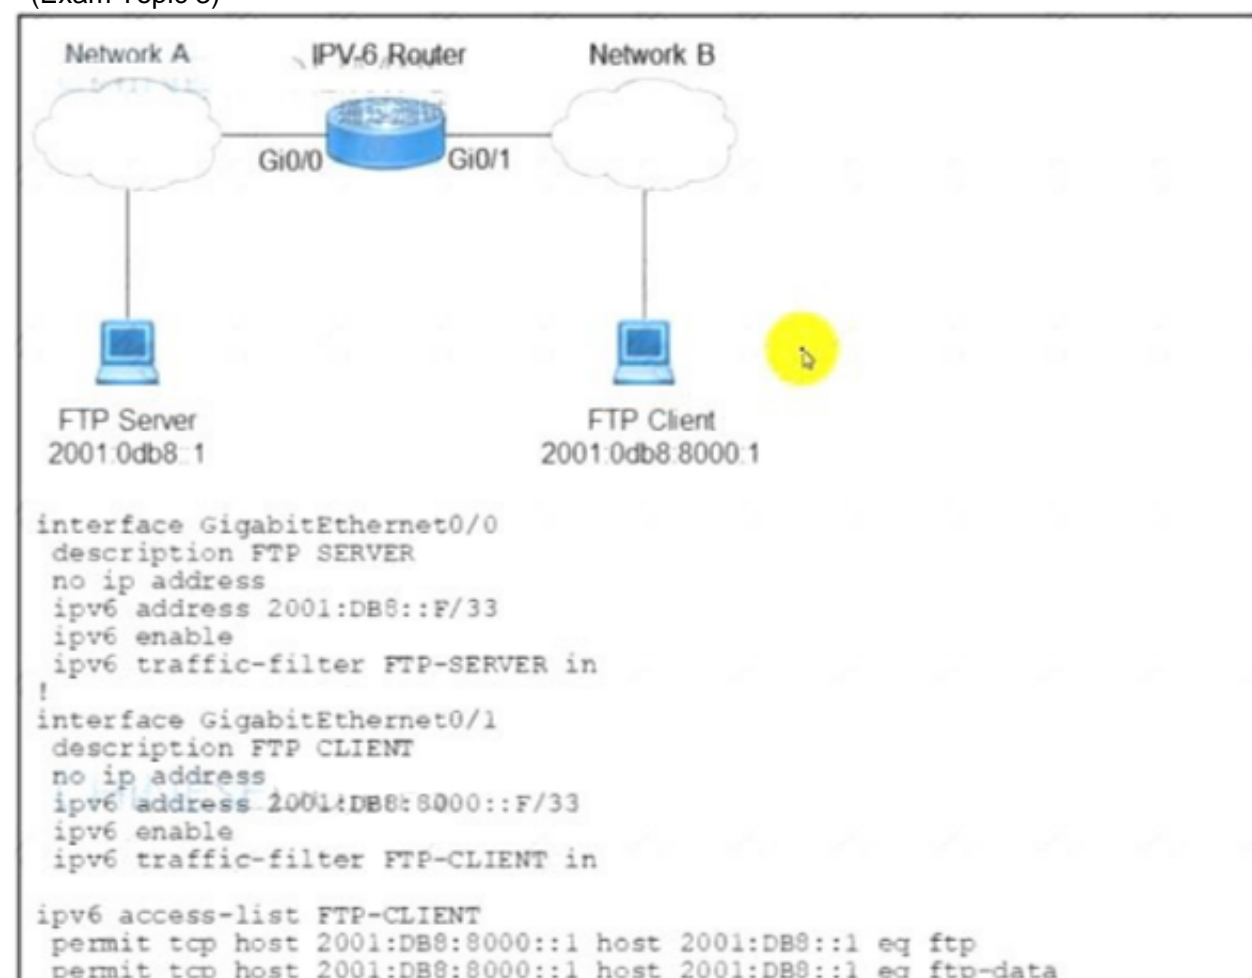 (Exam Topic 3)
Network A
IPV-6 Router
Network B
Gi0/0
Gi0/1
FTP Server
2001:0db8::1
FTP Client
2001:0db8:8000:1
interface GigabitEthernet0/0
description FTP SERVER
no ip address
ipv6 address 2001:DB8::F/33
ipv6 enable
ipv6 traffic-filter FTP-SERVER in
!
interface GigabitEthernet0/1
description FTP CLIENT
no ip address
ipv6 address 2001:DB8:8000::F/33
ipv6 enable
ipv6 traffic-filter FTP-CLIENT in
ipv6 access-list FTP-CLIENT
permit tcp host 2001:DB8:8000::1 host 2001:DB8::1 eq ftp
permit tcp host 2001:DB8:8000::1 host 2001:DB8::1 eq ftp-data